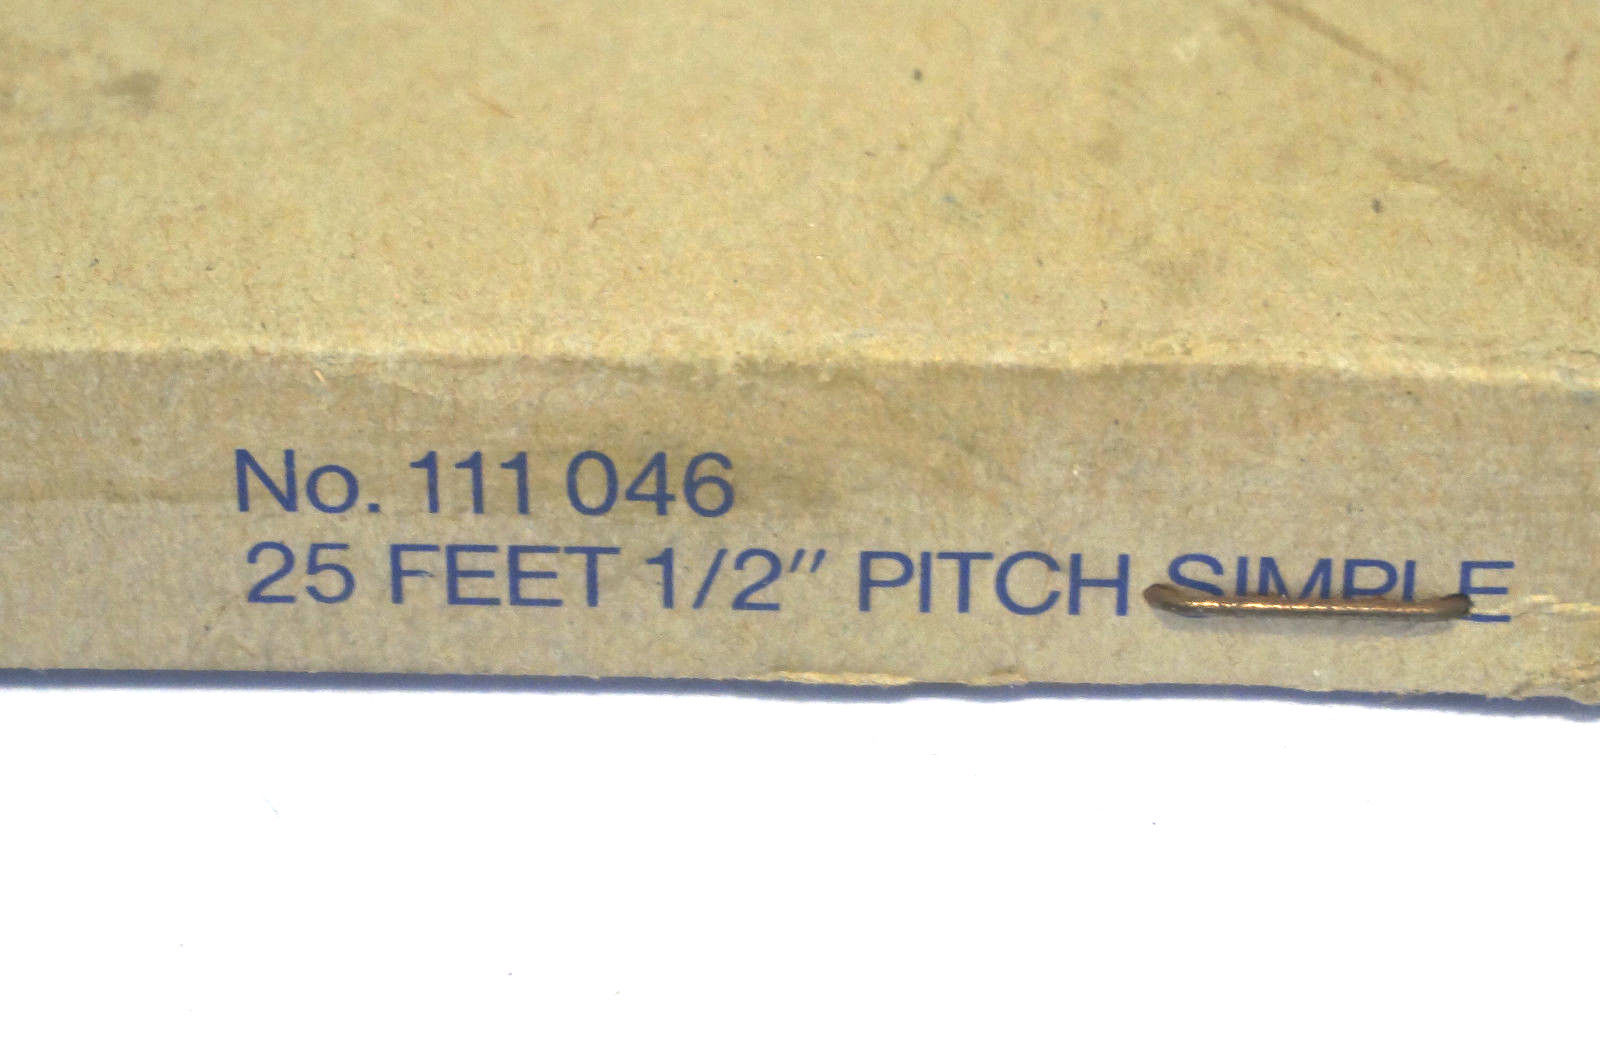 No. 111 046
25 FEET 1/2" PITCH SIMPLE